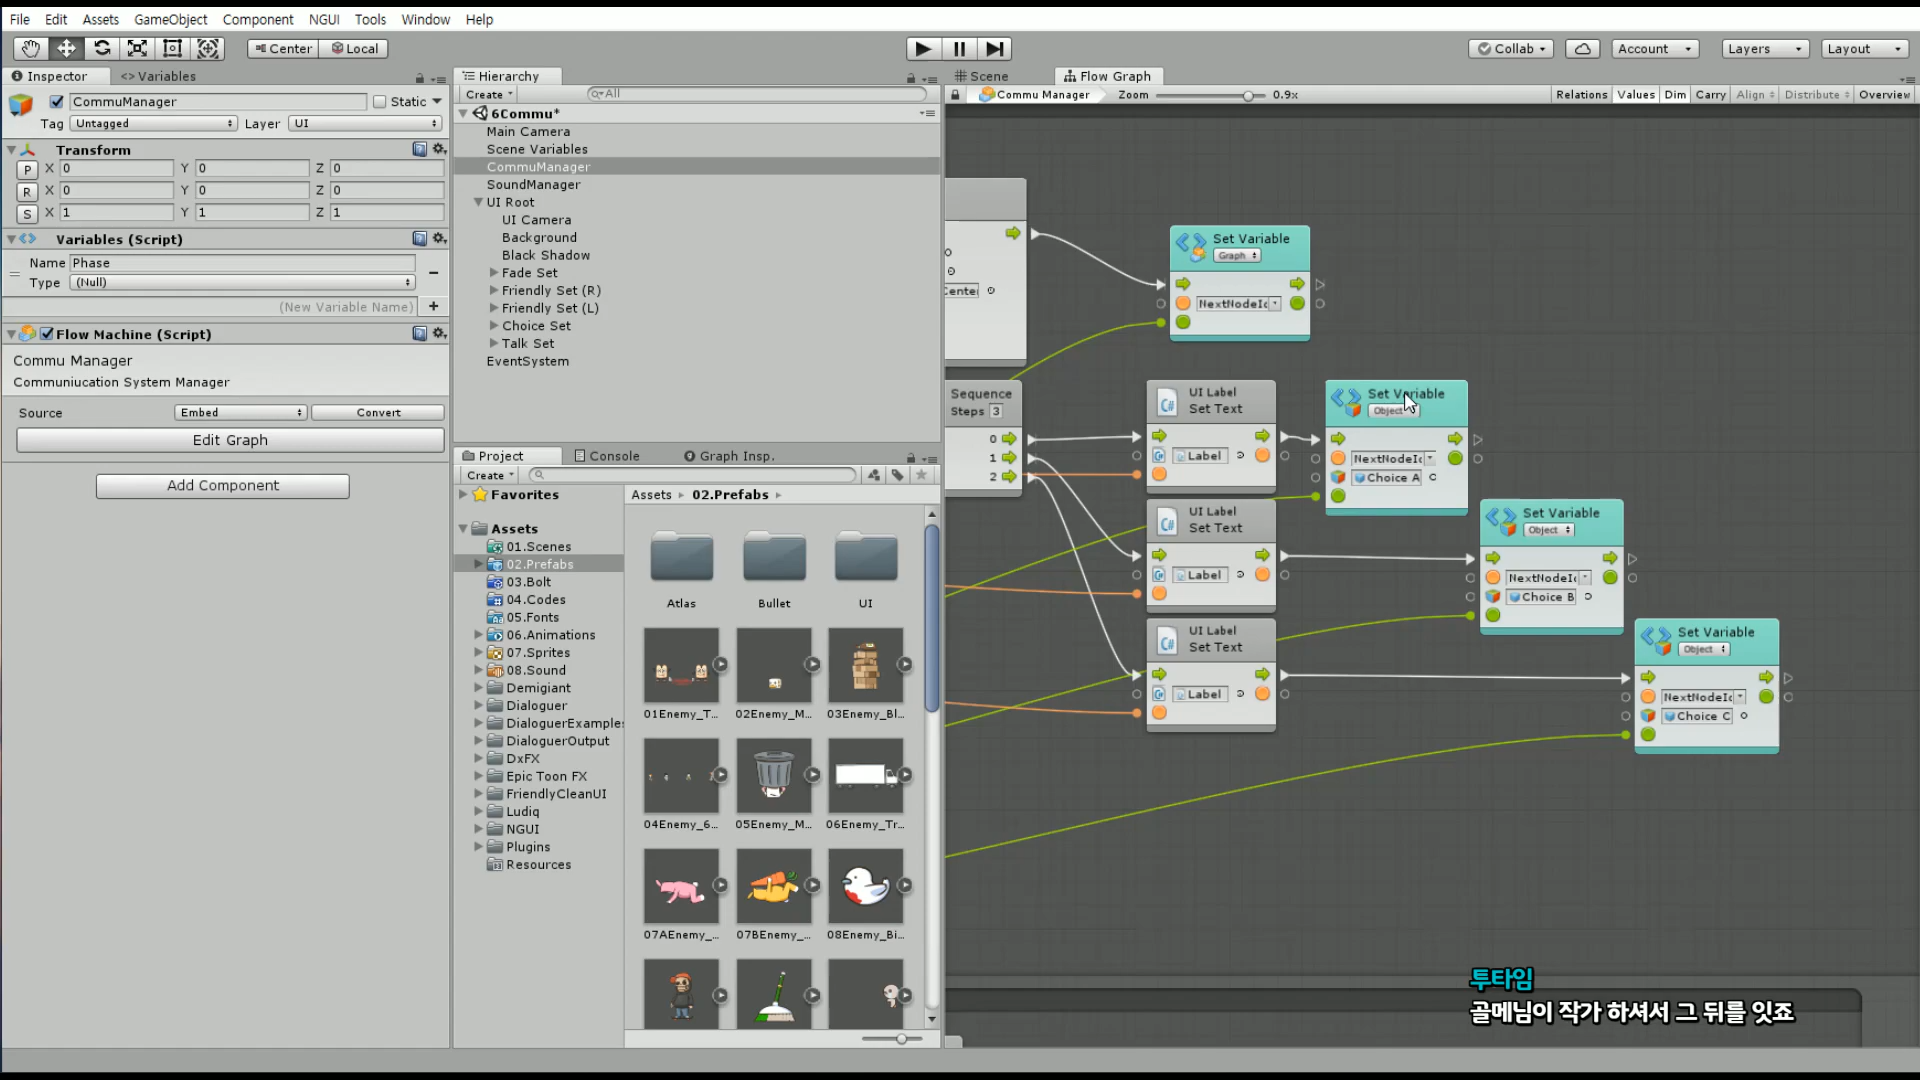 File Edit Assets GameObject Component NGUI Tools Window Help
Center Local
Collab Account Layers Layout
Inspector <> Variables
CommuManager Static
Tag Untagged Layer UI
Transform
P X 0 Y 0 Z 0
R X 0 Y 0 Z 0
S X 1 Y 1 Z 1
Variables (Script)
Name Phase
Type (Null)
(New Variable Name) +
Flow Machine (Script)
Commu Manager
Communiucation System Manager
Source Embed Convert
Edit Graph
Add Component
Hierarchy
Create All
6Commu*
Main Camera
Scene Variables
CommuManager
SoundManager
UI Root
UI Camera
Background
Black Shadow
Fade Set
Friendly Set (R)
Friendly Set (L)
Choice Set
Talk Set
EventSystem
Project Console Graph Insp.
Create
Favorites
Assets
01.Scenes
02.Prefabs
03.Bolt
04.Codes
05.Fonts
06.Animations
07.Sprites
08.Sound
Demigiant
Dialoguer
DialoguerExamples
DialoguerOutput
DxFX
Epic Toon FX
FriendlyCleanUI
Ludiq
NGUI
Plugins
Resources
Assets 02.Prefabs
Atlas Bullet UI
01Enemy_T... 02Enemy_M... 03Enemy_Bl...
04Enemy_6... 05Enemy_M... 06Enemy_Tr...
07AEnemy_... 07BEnemy_... 08Enemy_Bi...
Scene Flow Graph
Commu Manager Zoom 0.9x Relations Values Dim Carry Align Distribute Overview
Center
Set Variable
Graph
NextNodeId
Sequence
Steps 3
0
1
2
UI Label
Set Text
Label
Set Variable
Object
NextNodeId
Choice A
UI Label
Set Text
Label
Set Variable
Object
NextNodeId
Choice B
UI Label
Set Text
Label
Set Variable
Object
NextNodeId
Choice C
투타임
골메님이 작가 하셔서 그 뒤를 잇죠